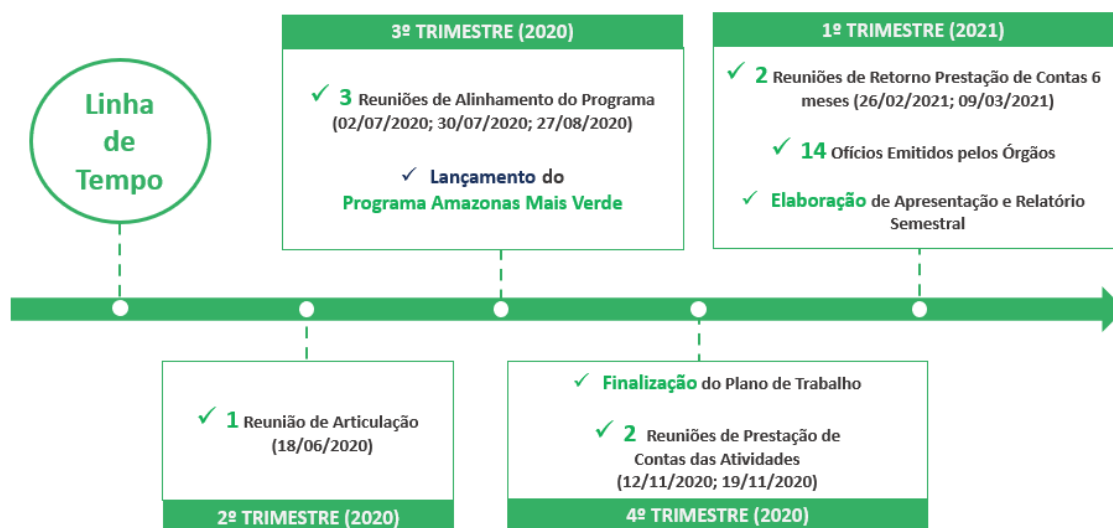 Linha
de
Tempo
2º TRIMESTRE (2020)
✓ 1 Reunião de Articulação
(18/06/2020)
3º TRIMESTRE (2020)
✓ 3 Reuniões de Alinhamento do Programa
(02/07/2020; 30/07/2020; 27/08/2020)
✓ Lançamento do
Programa Amazonas Mais Verde
4º TRIMESTRE (2020)
✓ Finalização do Plano de Trabalho
✓ 2 Reuniões de Prestação de
Contas das Atividades
(12/11/2020; 19/11/2020)
1º TRIMESTRE (2021)
✓ 2 Reuniões de Retorno Prestação de Contas 6
meses (26/02/2021; 09/03/2021)
✓ 14 Ofícios Emitidos pelos Órgãos
✓ Elaboração de Apresentação e Relatório
Semestral